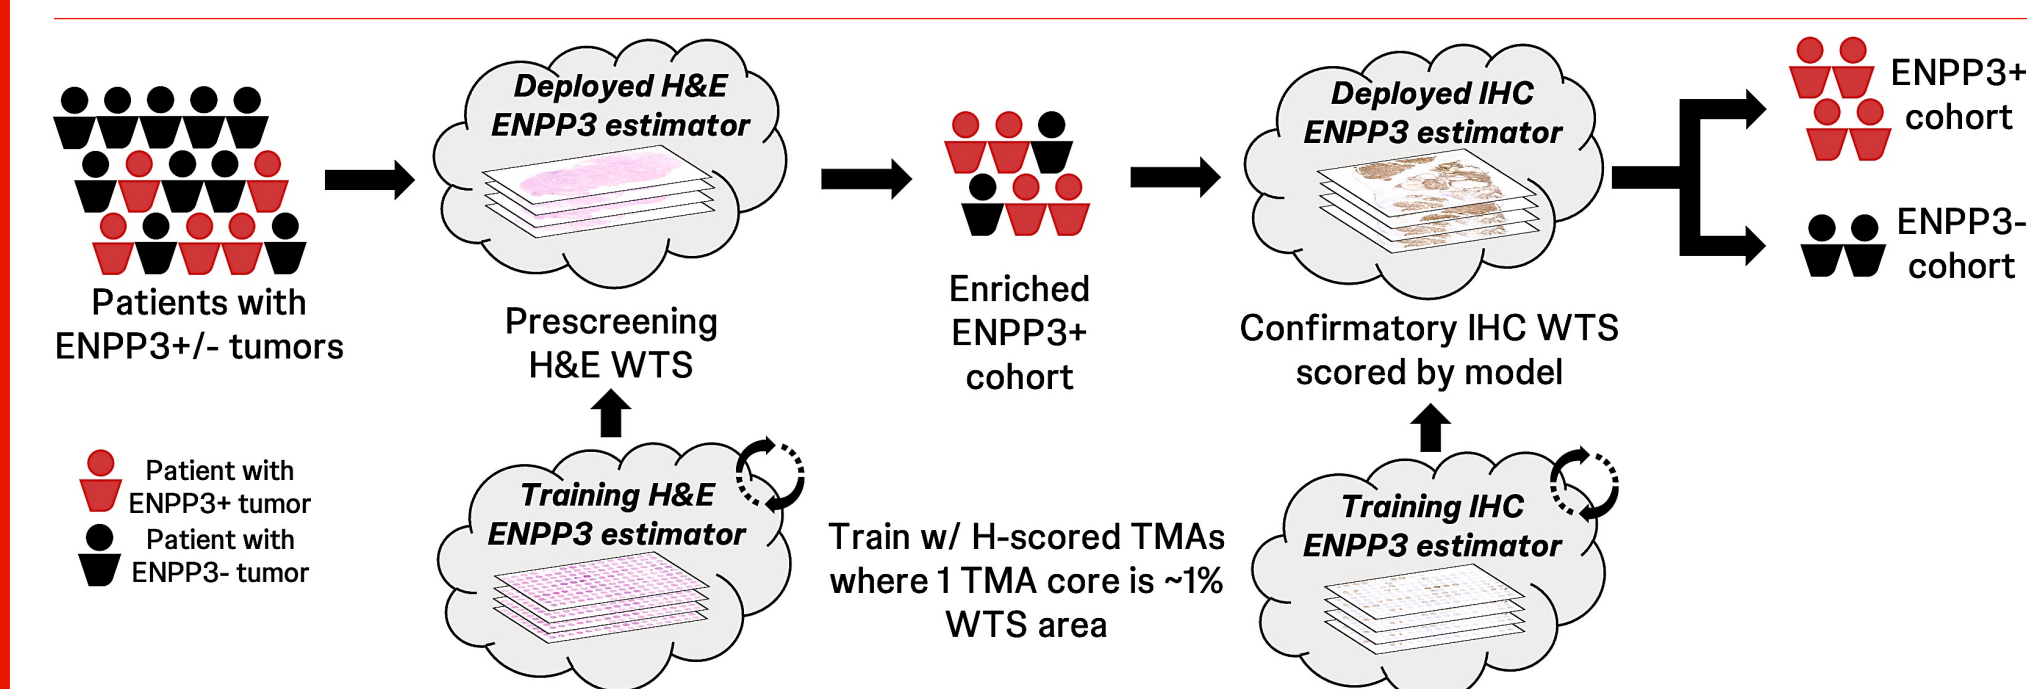 Deployed H&E
ENPP3 estimator
Deployed IHC
ENPP3 estimator
ENPP3+
cohort
ENPP3-
cohort
Patients with
ENPP3+/- tumors
Prescreening
H&E WTS
Enriched
ENPP3+
cohort
Confirmatory IHC WTS
scored by model
Patient with
ENPP3+ tumor
Patient with
ENPP3- tumor
Training H&E
ENPP3 estimator
Train w/ H-scored TMAs
where 1 TMA core is ~1%
WTS area
Training IHC
ENPP3 estimator